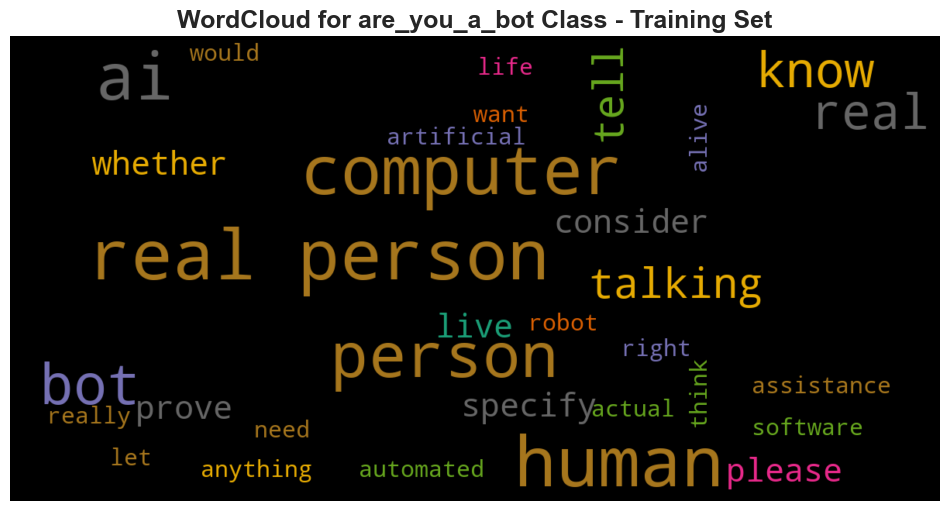 WordCloud for are_you_a_bot Class - Training Set
would
ai
life
tell
know
real
want
artificial
alive
whether
computer
consider
real person
talking
live
robot
person
right
bot
think
assistance
really
prove
specify
actual
software
need
let
anything
automated
human
please